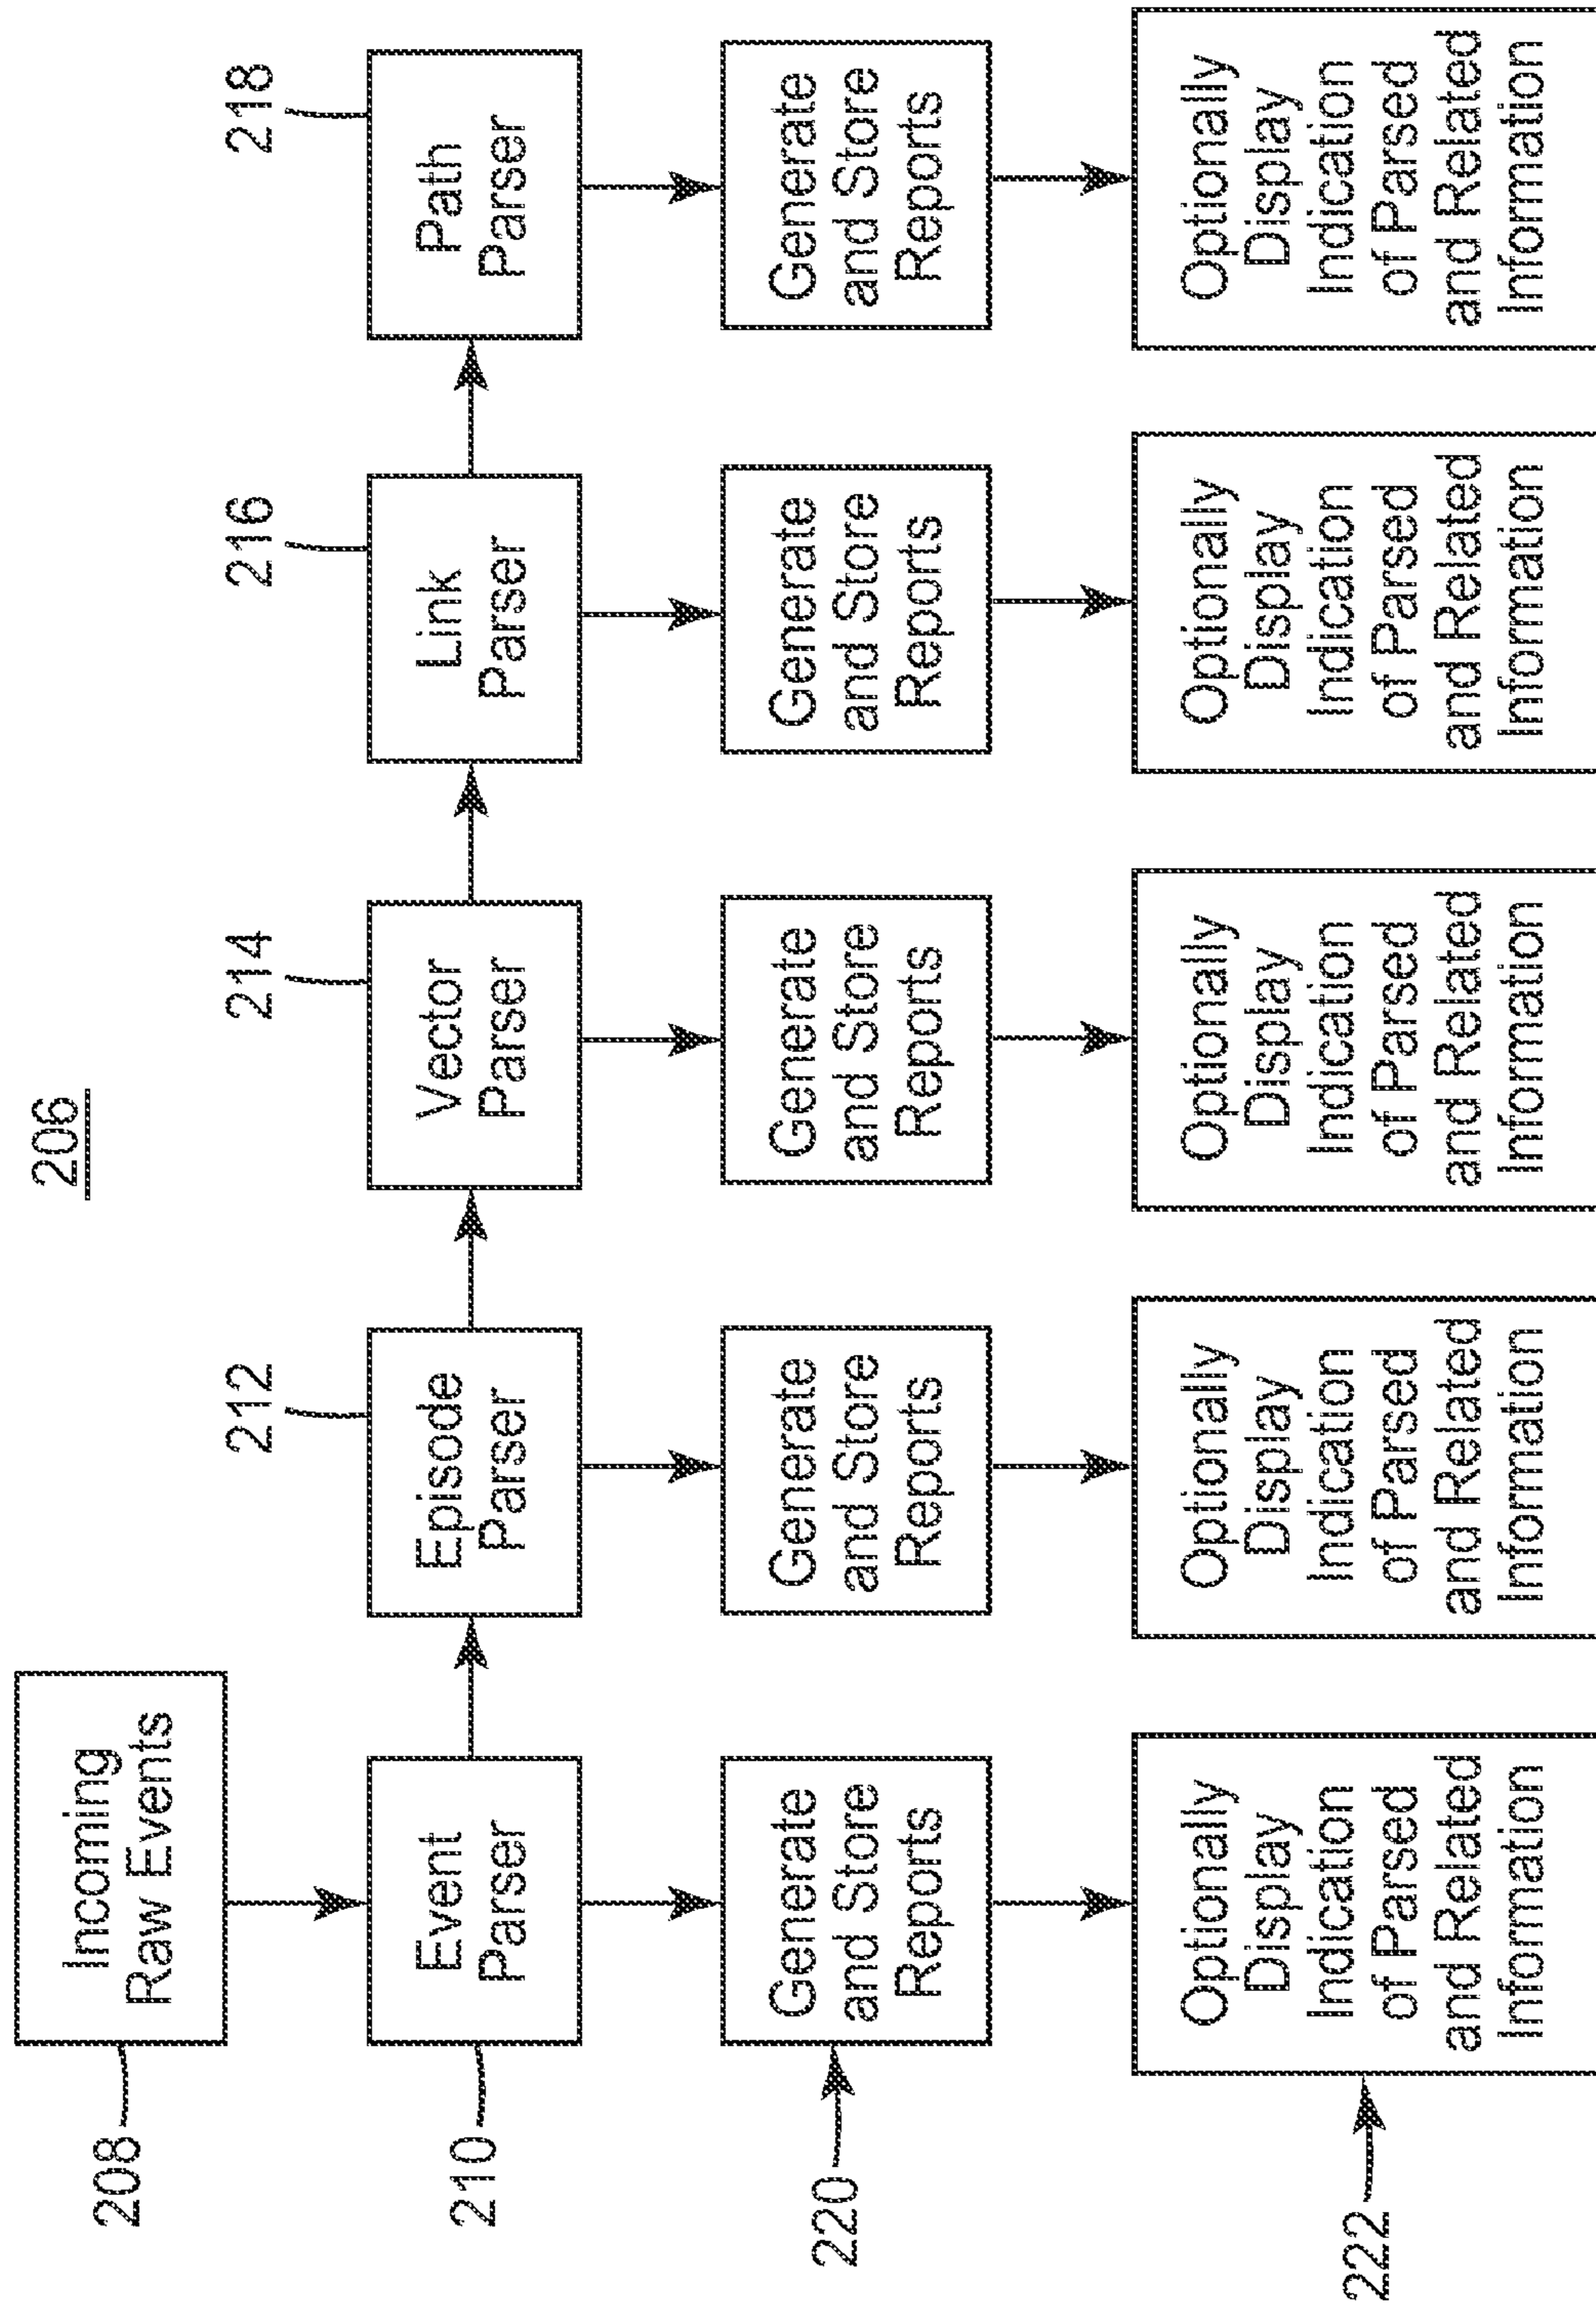 206
208
Incoming
Raw Events
210
212
214
216
218
Event
Parser
Episode
Parser
Vector
Parser
Link
Parser
Path
Parser
220
Generate
and Store
Reports
Generate
and Store
Reports
Generate
and Store
Reports
Generate
and Store
Reports
Generate
and Store
Reports
222
Optionally
Display
Indication
of Parsed
and Related
Information
Optionally
Display
Indication
of Parsed
and Related
Information
Optionally
Display
Indication
of Parsed
and Related
Information
Optionally
Display
Indication
of Parsed
and Related
Information
Optionally
Display
Indication
of Parsed
and Related
Information